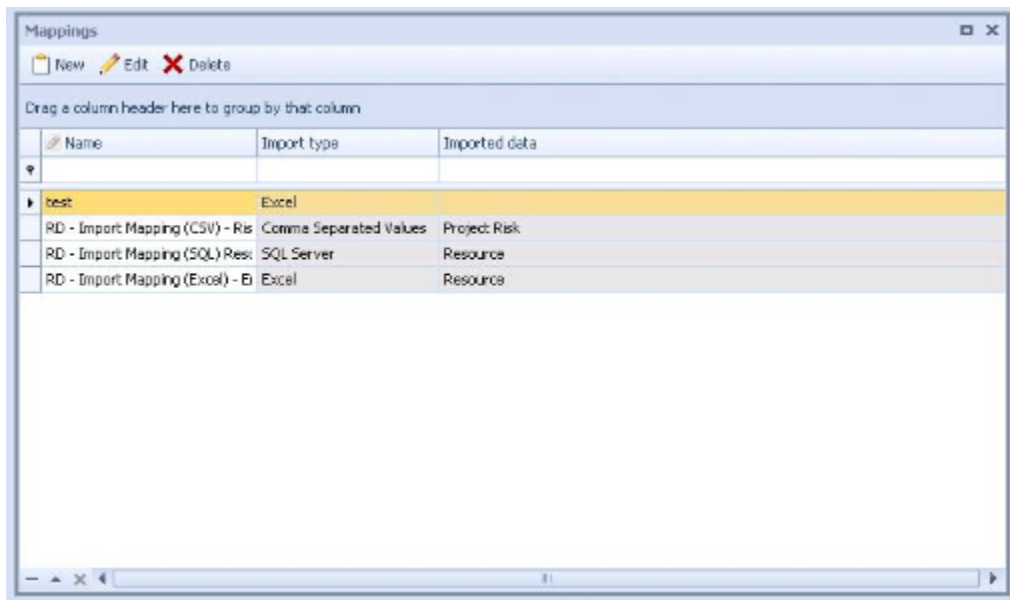 Mappings
New Edit Delete
Drag a column header here to group by that column
Name Import type Imported data
test Excel
RD - Import Mapping (CSV) - Ris Comma Separated Values Project Risk
RD - Import Mapping (SQL) Res SQL Server Resource
RD - Import Mapping (Excel) - E Excel Resource